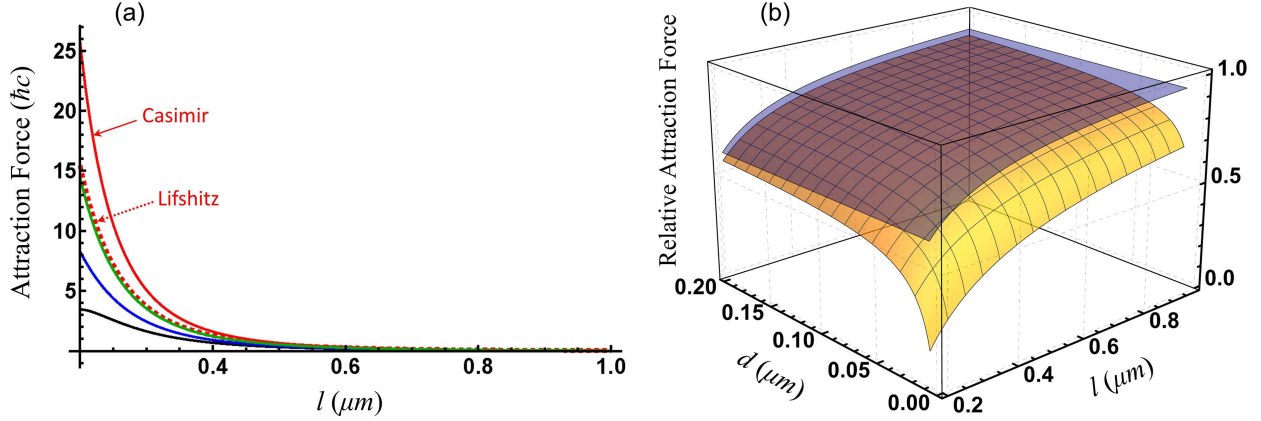 (a)
Attraction Force (ħc)
25
20
15
10
5
Casimir
Lifshitz
0.4
0.6
0.8
1.0
l (μm)
(b)
Relative Attraction Force
1.0
0.5
0.0
0.20
0.15
0.10
0.05
0.00
d (μm)
0.2
0.4
0.6
0.8
l (μm)